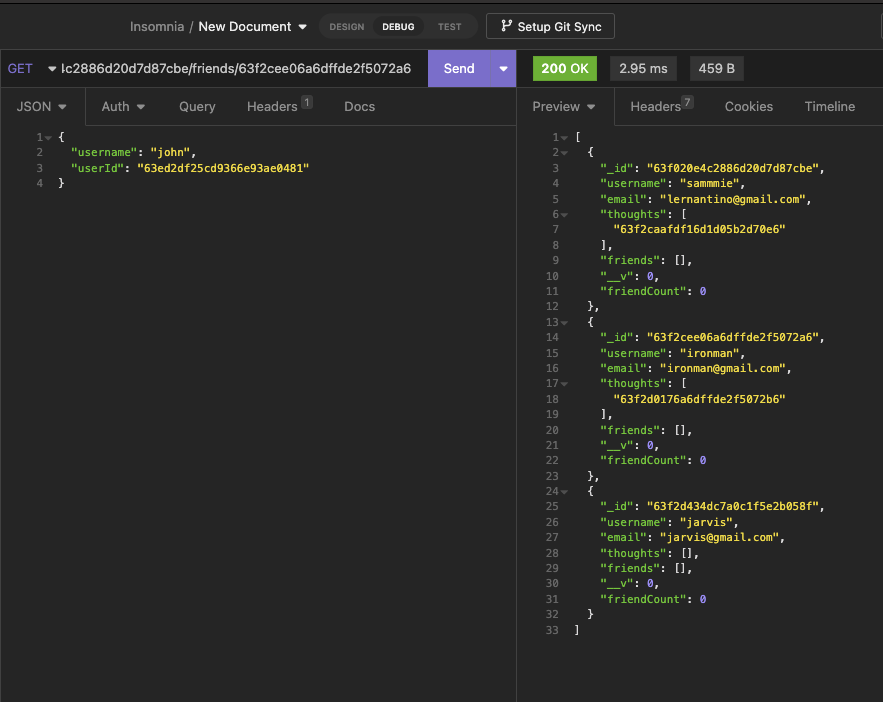 Insomnia / New Document
DESIGN DEBUG TEST
Setup Git Sync
GET c2886d20d7d87cbe/friends/63f2cee06a6dffde2f5072a6 Send
200 OK 2.95 ms 459 B
JSON Auth Query Headers 1 Docs
Preview Headers 7 Cookies Timeline
1 {
2 "username": "john",
3 "userId": "63ed2df25cd9366e93ae0481"
4 }
1 [
2 {
3 "_id": "63f020e4c2886d20d7d87cbe",
4 "username": "sammmie",
5 "email": "lernantino@gmail.com",
6 "thoughts": [
7 "63f2caafdf16d1d05b2d70e6"
8 ],
9 "friends": [],
10 "__v": 0,
11 "friendCount": 0
12 },
13 {
14 "_id": "63f2cee06a6dffde2f5072a6",
15 "username": "ironman",
16 "email": "ironman@gmail.com",
17 "thoughts": [
18 "63f2d0176a6dffde2f5072b6"
19 ],
20 "friends": [],
21 "__v": 0,
22 "friendCount": 0
23 },
24 {
25 "_id": "63f2d434dc7a0c1f5e2b058f",
26 "username": "jarvis",
27 "email": "jarvis@gmail.com",
28 "thoughts": [],
29 "friends": [],
30 "__v": 0,
31 "friendCount": 0
32 }
33 ]